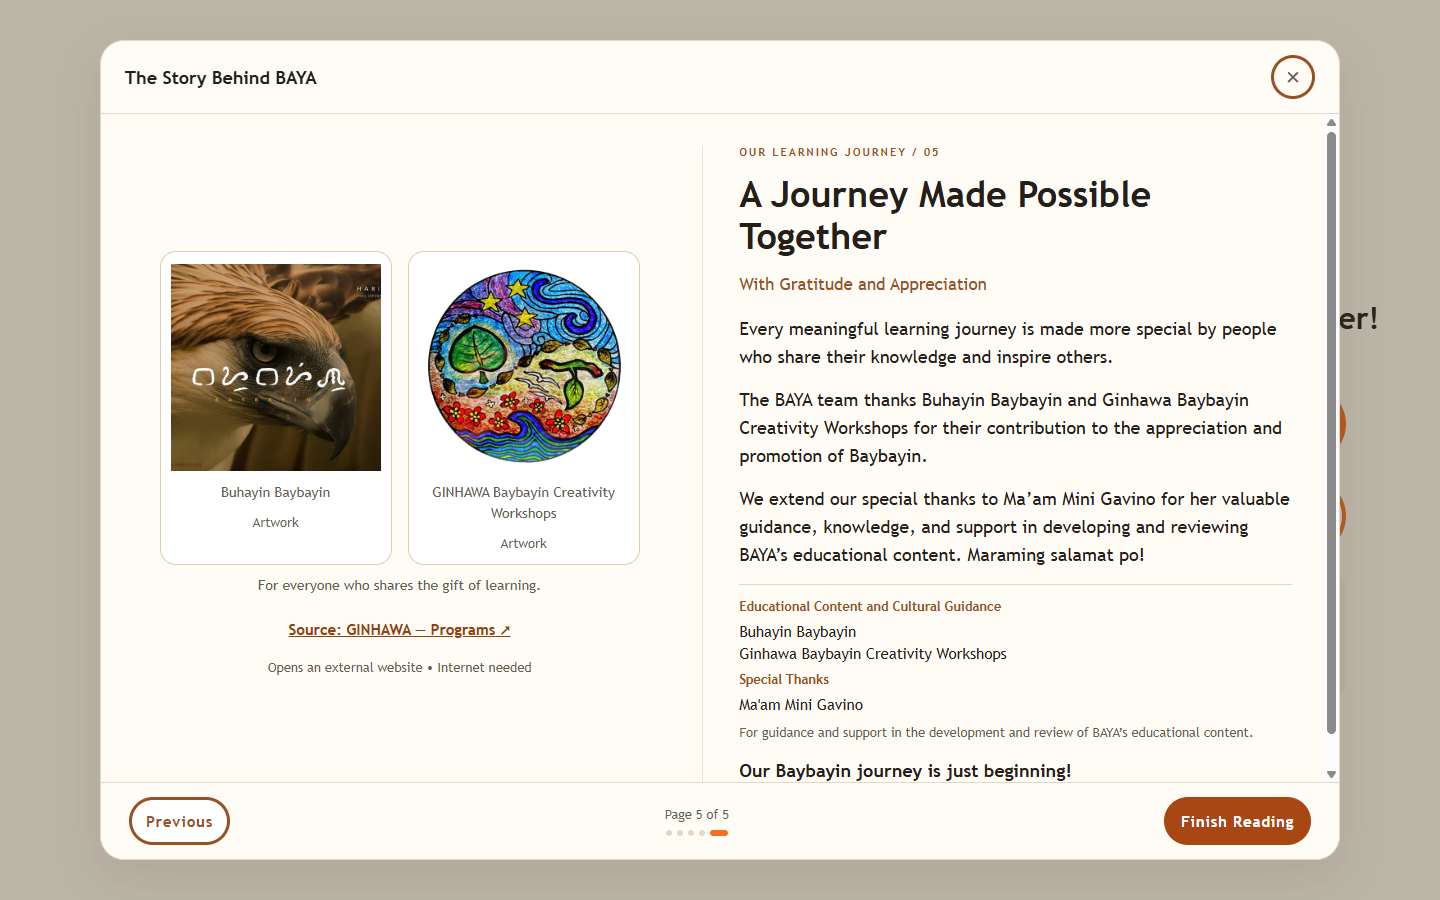 The Story Behind BAYA
er!
OUR LEARNING JOURNEY / 05
A Journey Made Possible
Together
With Gratitude and Appreciation
Every meaningful learning journey is made more special by people
who share their knowledge and inspire others.
The BAYA team thanks Buhayin Baybayin and Ginhawa Baybayin
Creativity Workshops for their contribution to the appreciation and
promotion of Baybayin.
We extend our special thanks to Ma’am Mini Gavino for her valuable
guidance, knowledge, and support in developing and reviewing
BAYA’s educational content. Maraming salamat po!
Educational Content and Cultural Guidance
Buhayin Baybayin
Ginhawa Baybayin Creativity Workshops
Special Thanks
Ma'am Mini Gavino
For guidance and support in the development and review of BAYA’s educational content.
Our Baybayin journey is just beginning!
HARI
Buhayin Baybayin
Artwork
GINHAWA Baybayin Creativity
Workshops
Artwork
For everyone who shares the gift of learning.
Source: GINHAWA — Programs ↗
Opens an external website • Internet needed
Previous
Page 5 of 5
Finish Reading